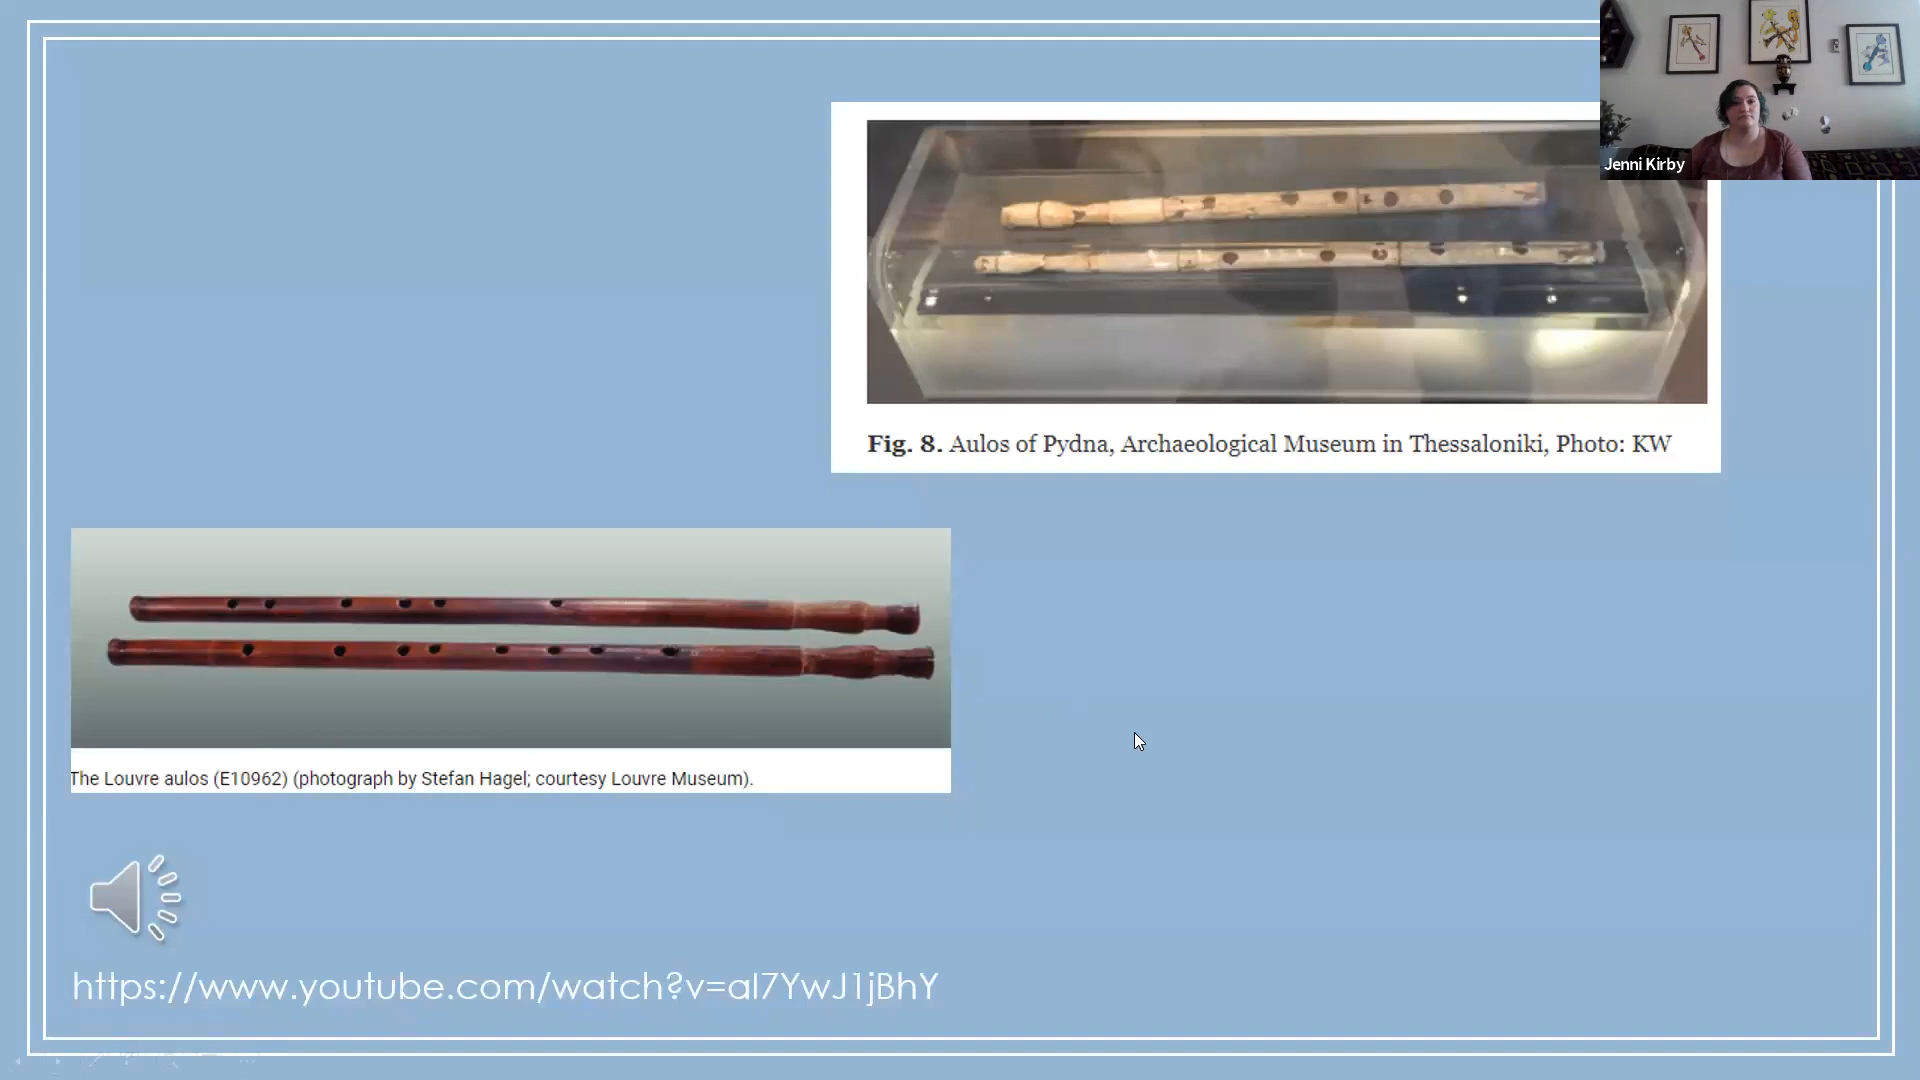 Jenni Kirby
Fig. 8. Aulos of Pydna, Archaeological Museum in Thessaloniki, Photo: KW
The Louvre aulos (E10962) (photograph by Stefan Hagel; courtesy Louvre Museum).
https://www.youtube.com/watch?v=aI7YwJ1jBhY